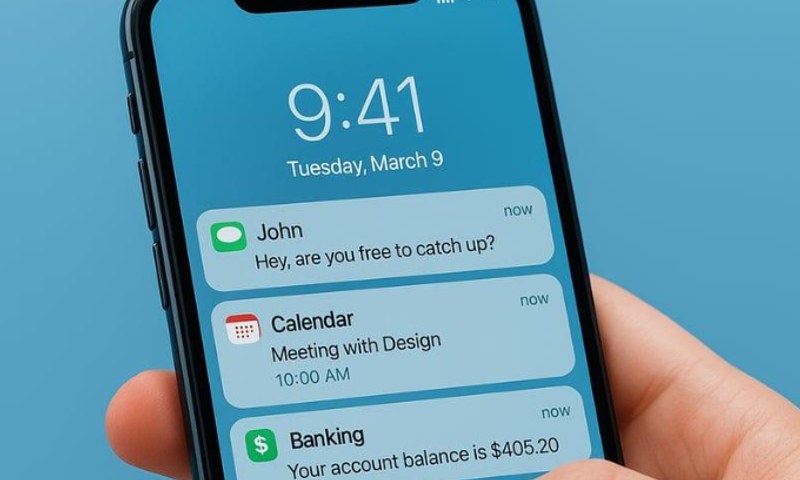 9:41
Tuesday, March 9
John
now
Hey, are you free to catch up?
Calendar
now
Meeting with Design
10:00 AM
$
Banking
now
Your account balance is $405.20